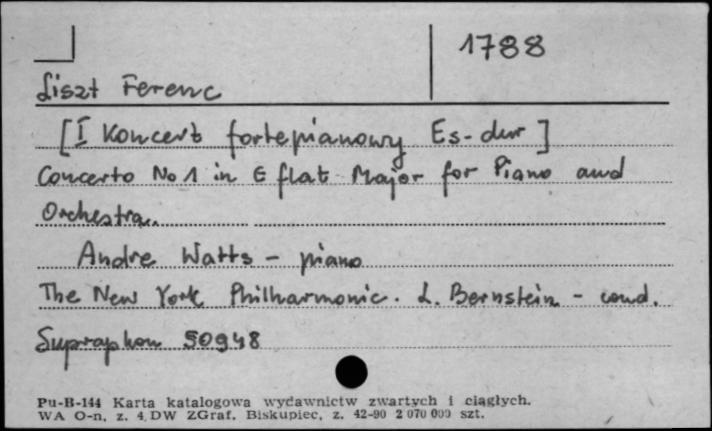 1788
Liszt Ferenc
[I Koncert fortepianowy Es-dur]
Concerto No 1 in E flat Major for Piano and
Orchestra.
Andre Watts - piano
The New York Philharmonic. L. Bernstein - cond.
Supraphon 50948
Pu-B-144 Karta katalogowa wydawnictw zwartych i ciągłych.
WA O-n, z. 4 DW ZGraf. Biskupiec, z. 42-90 2 070 000 szt.